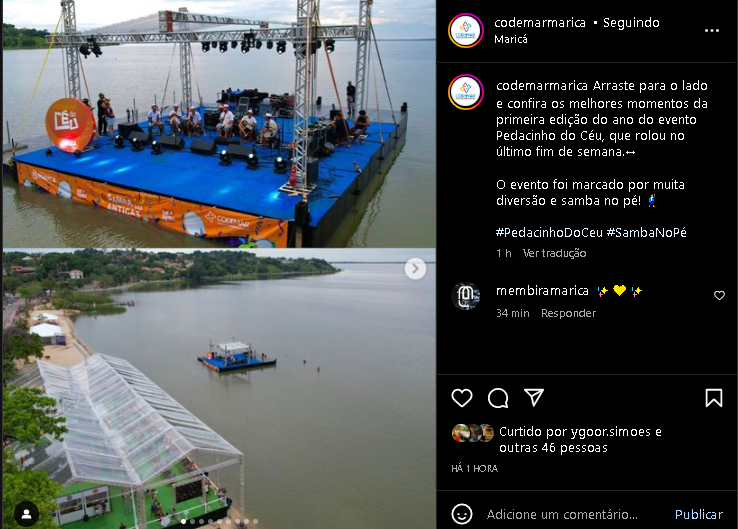 codemarmarica • Seguindo
Maricá
codemarmarica Arraste para o lado
e confira os melhores momentos da
primeira edição do ano do evento
Pedacinho do Céu, que rolou no
último fim de semana.↔
O evento foi marcado por muita
diversão e samba no pé! 💃
#PedacinhoDoCeu #SambaNoPé
1 h Ver tradução
membiramarica ✨💛✨
34 min Responder
Curtido por ygoor.simoes e
outras 46 pessoas
HÁ 1 HORA
Adicione um comentário...
Publicar
CÉU
ANTIGAS
CODEMAR